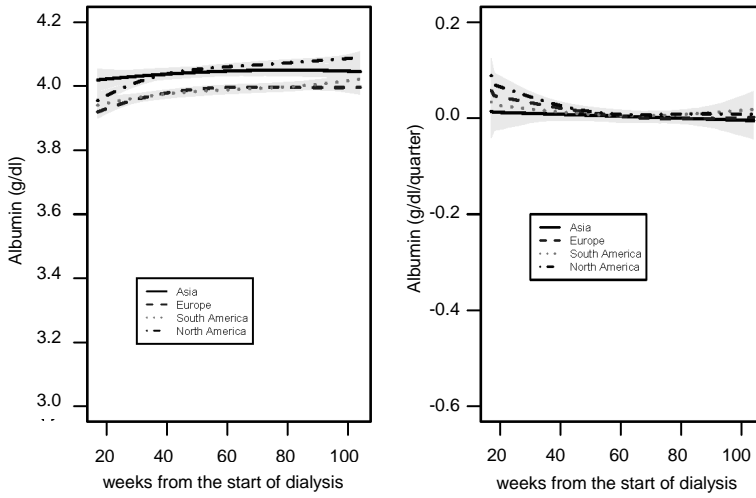 4.2
4.0
3.8
3.6
3.4
3.2
3.0
Albumin (g/dl)
Asia
Europe
South America
North America
20 40 60 80 100
weeks from the start of dialysis
0.2
0.0
-0.2
-0.4
-0.6
Albumin (g/dl/quarter)
Asia
Europe
South America
North America
20 40 60 80 100
weeks from the start of dialysis